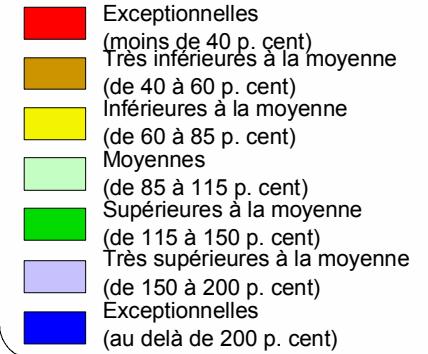 Exceptionnelles
(moins de 40 p. cent)
Très inférieures à la moyenne
(de 40 à 60 p. cent)
Inférieures à la moyenne
(de 60 à 85 p. cent)
Moyennes
(de 85 à 115 p. cent)
Supérieures à la moyenne
(de 115 à 150 p. cent)
Très supérieures à la moyenne
(de 150 à 200 p. cent)
Exceptionnelles
(au delà de 200 p. cent)